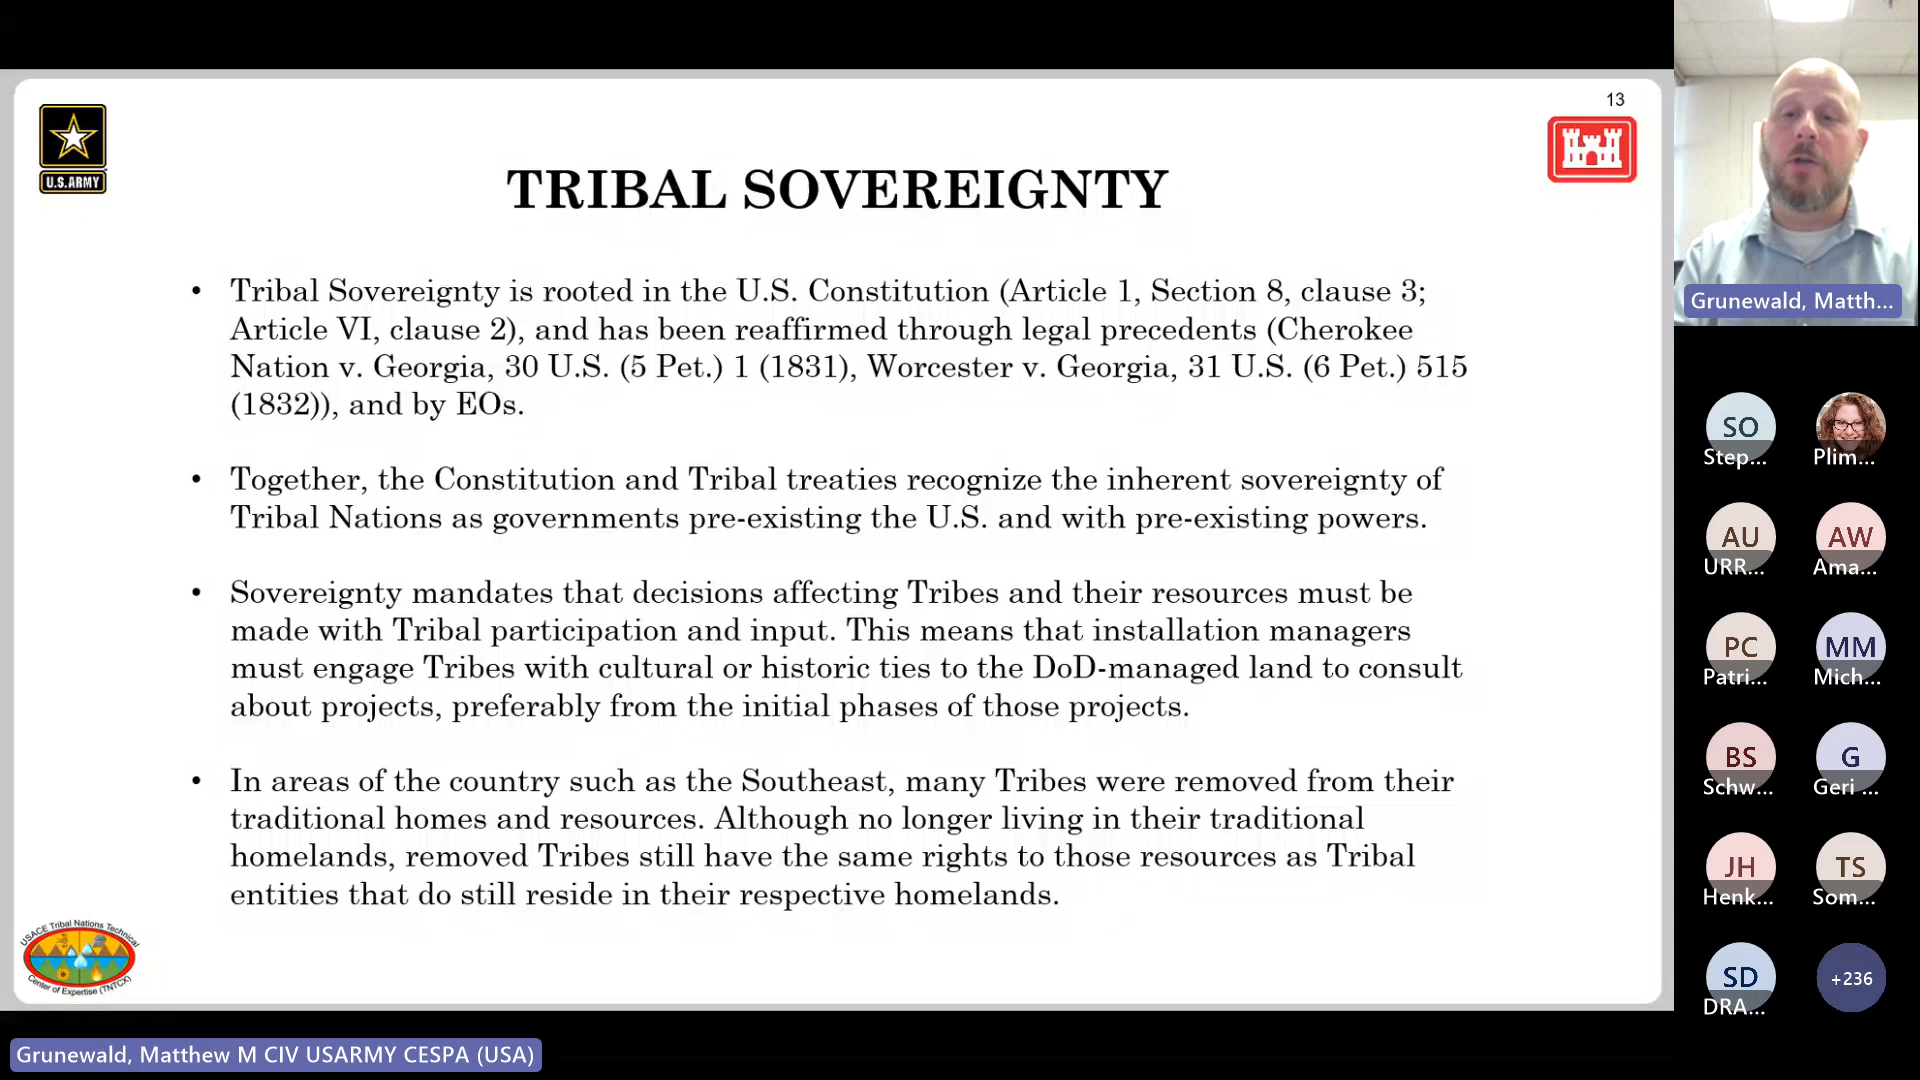 13
U.S.ARMY
TRIBAL SOVEREIGNTY
• Tribal Sovereignty is rooted in the U.S. Constitution (Article 1, Section 8, clause 3;
Article VI, clause 2), and has been reaffirmed through legal precedents (Cherokee
Nation v. Georgia, 30 U.S. (5 Pet.) 1 (1831), Worcester v. Georgia, 31 U.S. (6 Pet.) 515
(1832)), and by EOs.
• Together, the Constitution and Tribal treaties recognize the inherent sovereignty of
Tribal Nations as governments pre-existing the U.S. and with pre-existing powers.
• Sovereignty mandates that decisions affecting Tribes and their resources must be
made with Tribal participation and input. This means that installation managers
must engage Tribes with cultural or historic ties to the DoD-managed land to consult
about projects, preferably from the initial phases of those projects.
• In areas of the country such as the Southeast, many Tribes were removed from their
traditional homes and resources. Although no longer living in their traditional
homelands, removed Tribes still have the same rights to those resources as Tribal
entities that do still reside in their respective homelands.
USACE Tribal Nations Technical
Center of Expertise (TNTCX)
Grunewald, Matthew M CIV USARMY CESPA (USA)
Grunewald, Matth...
SO
Step...
Plim...
AU
URR...
AW
Ama...
PC
Patri...
MM
Mich...
BS
Schw...
G
Geri ...
JH
Henk...
TS
Som...
SD
DRA...
+236